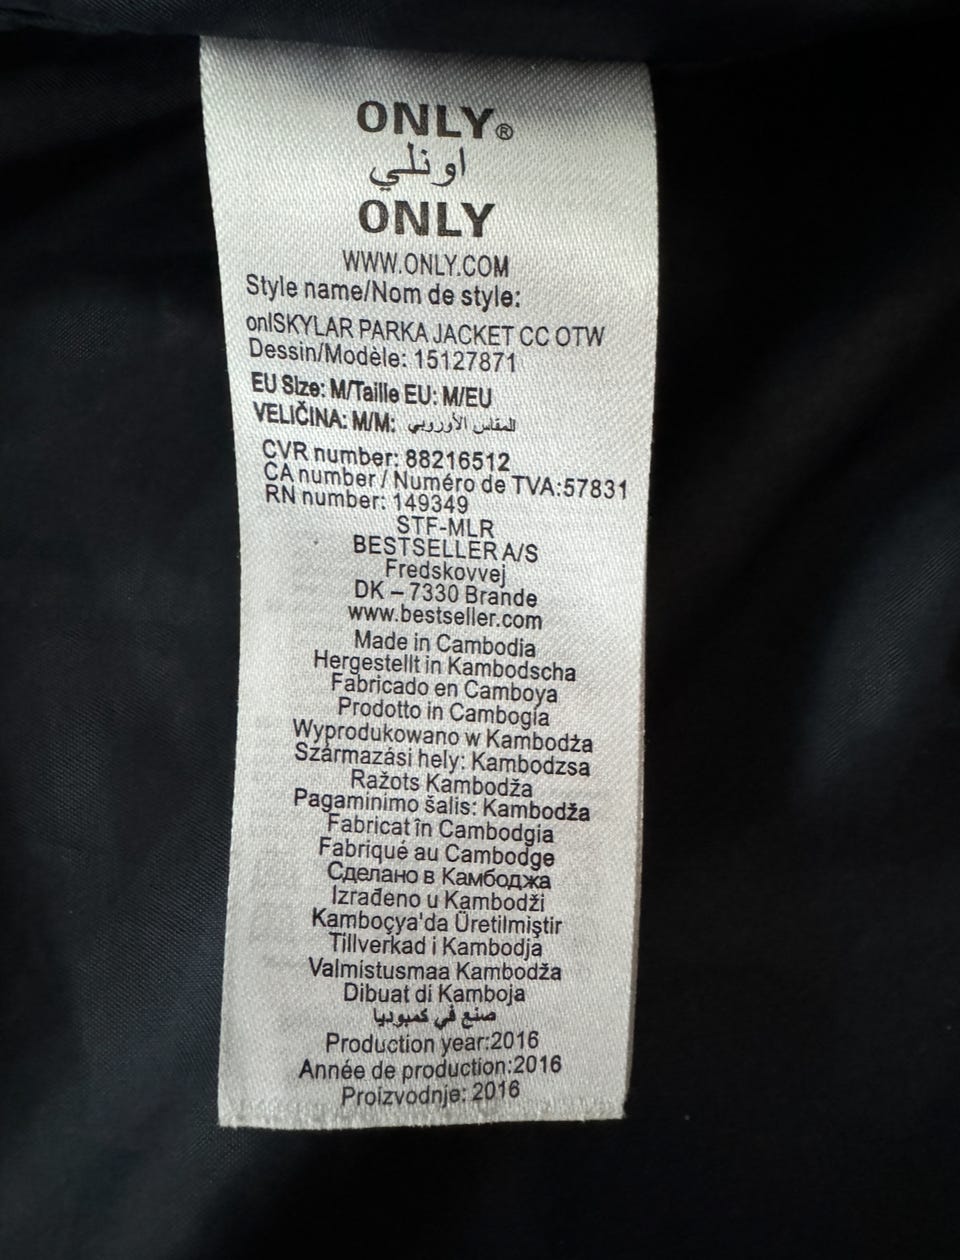 ONLY®
اونلي
ONLY
WWW.ONLY.COM
Style name/Nom de style:
onlSKYLAR PARKA JACKET CC OTW
Dessin/Modèle: 15127871
EU Size: M/Taille EU: M/EU
VELIČINA: M/M: المقاس الأوروبي
CVR number: 88216512
CA number / Numéro de TVA:57831
RN number: 149349
STF-MLR
BESTSELLER A/S
Fredskovvej
DK – 7330 Brande
www.bestseller.com
Made in Cambodia
Hergestellt in Kambodscha
Fabricado en Camboya
Prodotto in Cambogia
Wyprodukowano w Kambodża
Származási hely: Kambodzsa
Ražots Kambodža
Pagaminimo šalis: Kambodža
Fabricat în Cambodgia
Fabriqué au Cambodge
Сделано в Камбоджа
Izrađeno u Kambodži
Kamboçya'da Üretilmiştir
Tillverkad i Kambodja
Valmistusmaa Kambodža
Dibuat di Kamboja
صنع في كمبوديا
Production year:2016
Année de production:2016
Proizvodnje: 2016